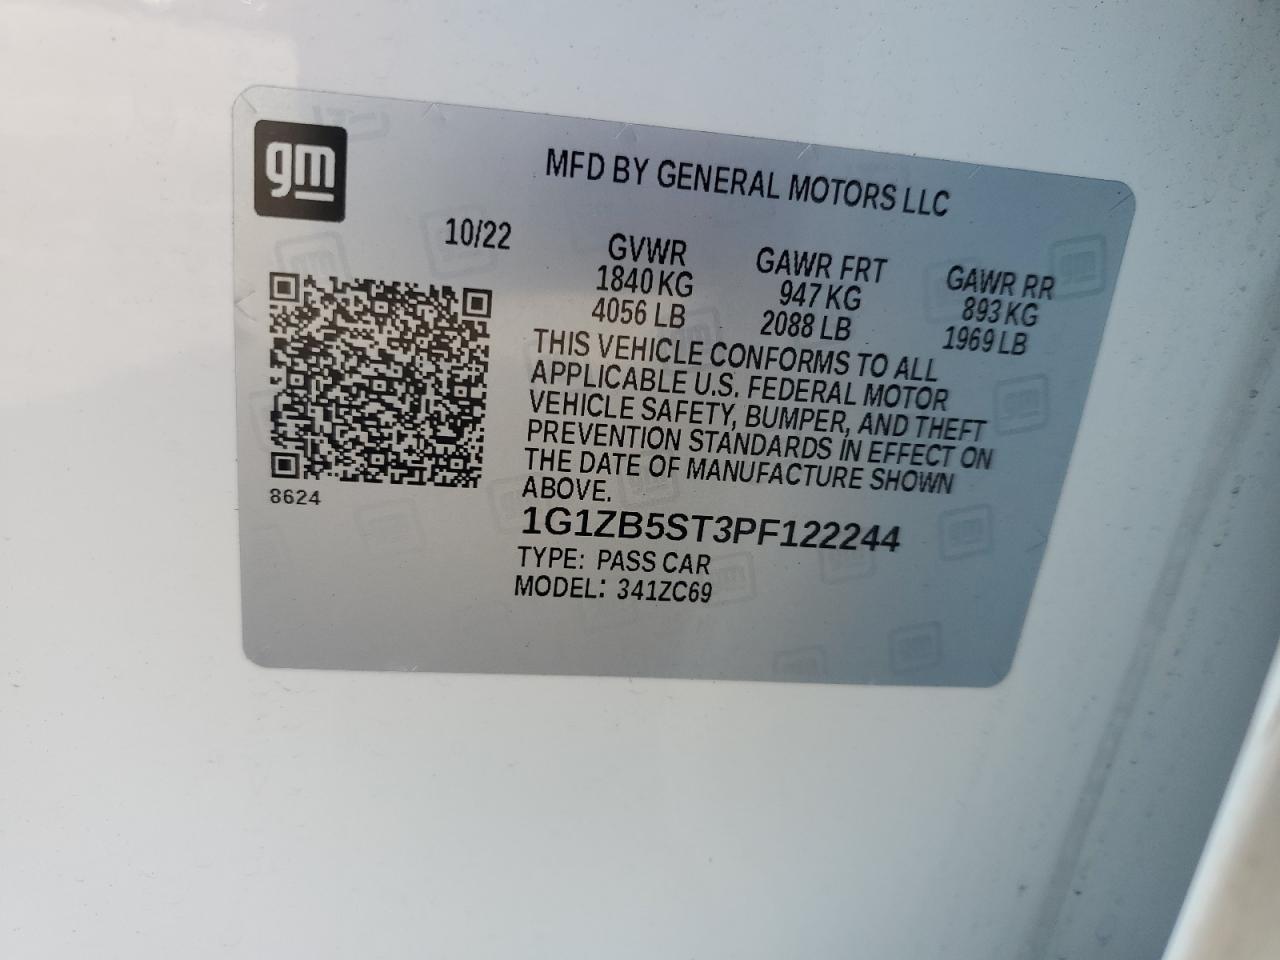 gm
MFD BY GENERAL MOTORS LLC
10/22
GVWR
1840 KG
4056 LB
GAWR FRT
947 KG
2088 LB
GAWR RR
893 KG
1969 LB
THIS VEHICLE CONFORMS TO ALL
APPLICABLE U.S. FEDERAL MOTOR
VEHICLE SAFETY, BUMPER, AND THEFT
PREVENTION STANDARDS IN EFFECT ON
THE DATE OF MANUFACTURE SHOWN
ABOVE.
8624
1G1ZB5ST3PF122244
TYPE: PASS CAR
MODEL: 341ZC69